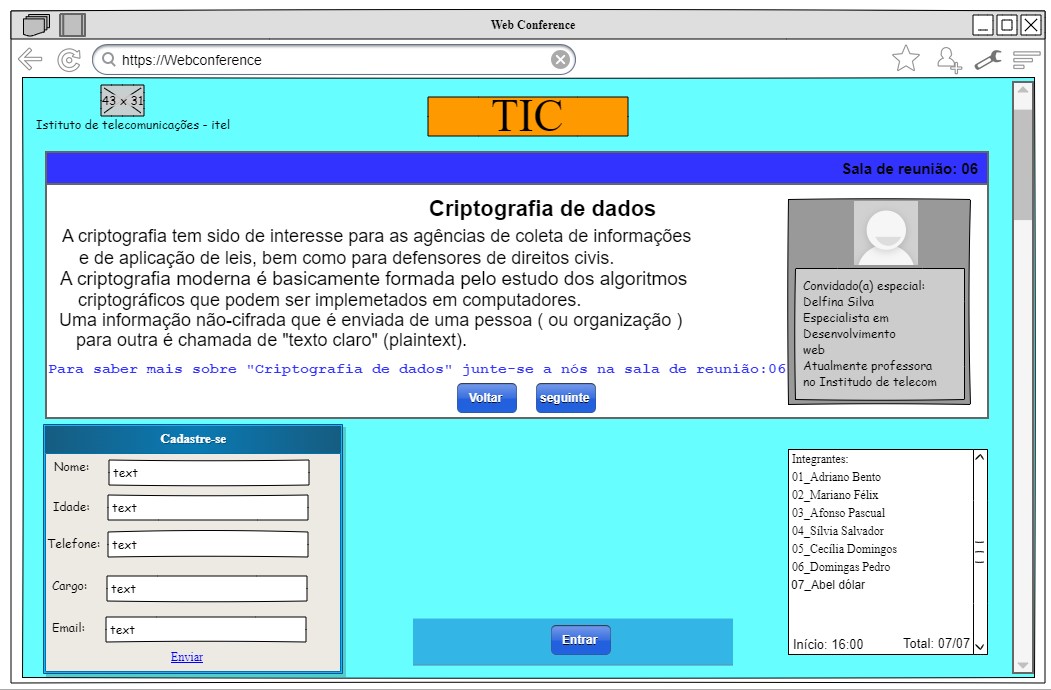 Web Conference
https://Webconference
43 x 31
Istituto de telecomunicações - itel
TIC
Sala de reunião: 06
Criptografia de dados
A criptografia tem sido de interesse para as agências de coleta de informações
e de aplicação de leis, bem como para defensores de direitos civis.
A criptografia moderna é basicamente formada pelo estudo dos algoritmos
criptográficos que podem ser implemetados em computadores.
Uma informação não-cifrada que é enviada de uma pessoa ( ou organização )
para outra é chamada de "texto claro" (plaintext).
Para saber mais sobre "Criptografia de dados" junte-se a nós na sala de reunião:06
Voltar
seguinte
Convidado(a) especial:
Delfina Silva
Especialista em
Desenvolvimento
web
Atualmente professora
no Institudo de telecom
Cadastre-se
Nome: text
Idade: text
Telefone: text
Cargo: text
Email: text
Enviar
Entrar
Integrantes:
01_Adriano Bento
02_Mariano Félix
03_Afonso Pascual
04_Sílvia Salvador
05_Cecília Domingos
06_Domingas Pedro
07_Abel dólar
Início: 16:00 Total: 07/07